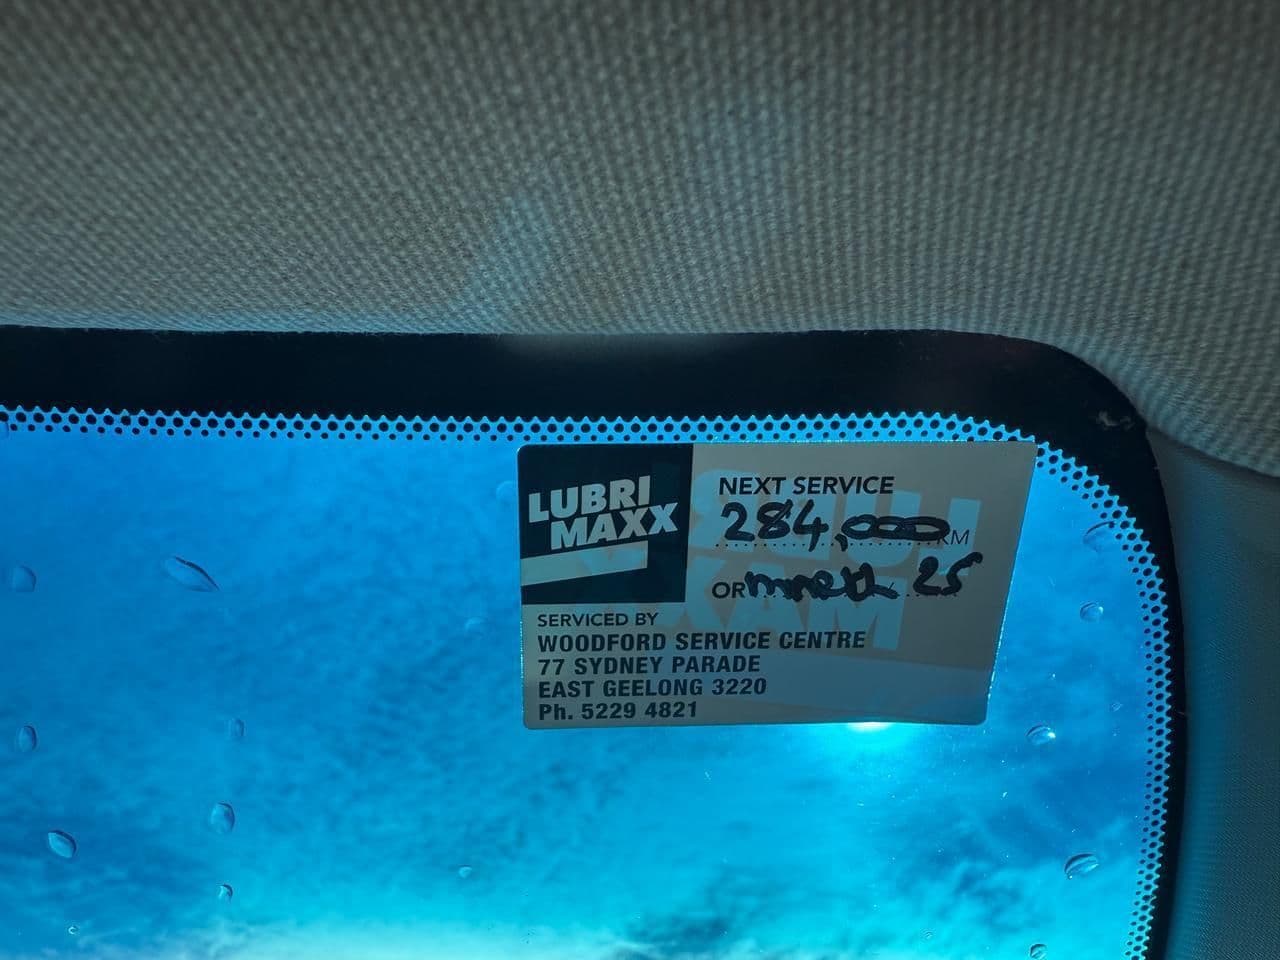 LUBRI
MAXX
NEXT SERVICE
284,000 KM
OR 25
SERVICED BY
WOODFORD SERVICE CENTRE
77 SYDNEY PARADE
EAST GEELONG 3220
Ph. 5229 4821